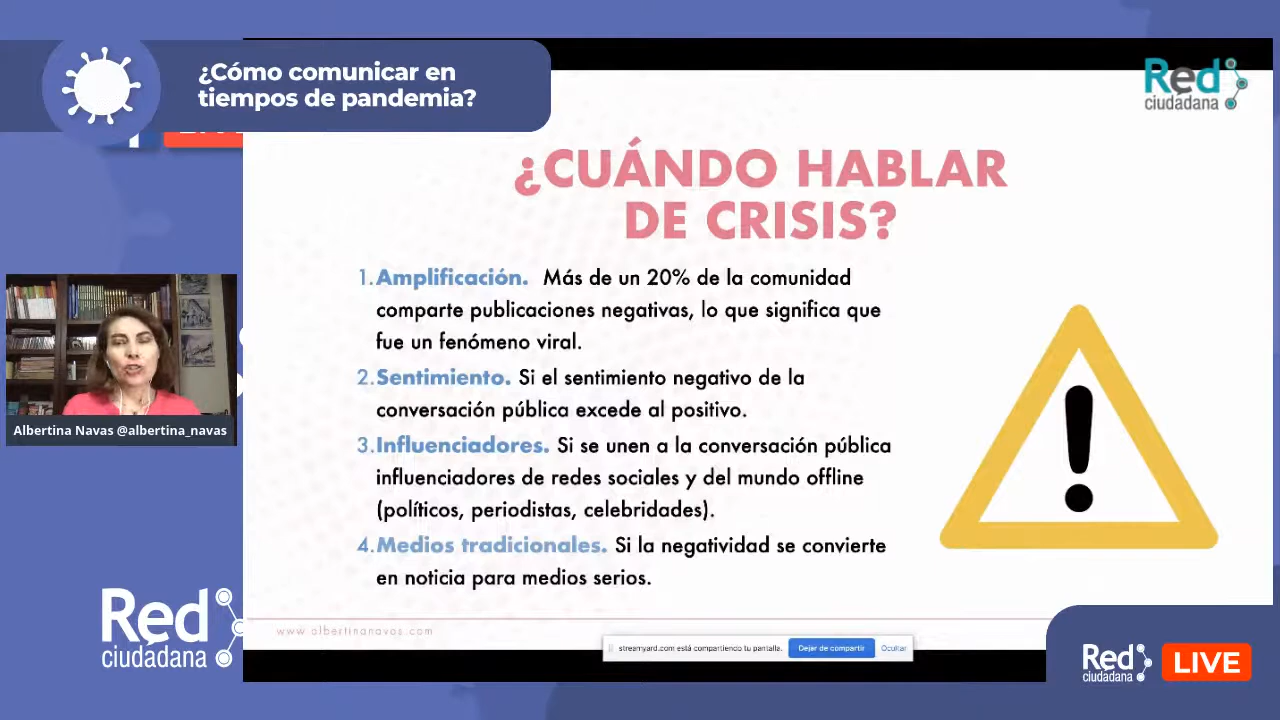 ¿Cómo comunicar en
tiempos de pandemia?
Red
ciudadana
¿CUÁNDO HABLAR
DE CRISIS?
1. Amplificación. Más de un 20% de la comunidad
comparte publicaciones negativas, lo que significa que
fue un fenómeno viral.
2. Sentimiento. Si el sentimiento negativo de la
conversación pública excede al positivo.
3. Influenciadores. Si se unen a la conversación pública
influenciadores de redes sociales y del mundo offline
(políticos, periodistas, celebridades).
4. Medios tradicionales. Si la negatividad se convierte
en noticia para medios serios.
Albertina Navas @albertina_navas
www.albertinanavas.com
streamyard.com está compartiendo tu pantalla.
Dejar de compartir
Ocultar
Red
ciudadana
Red
ciudadana
LIVE